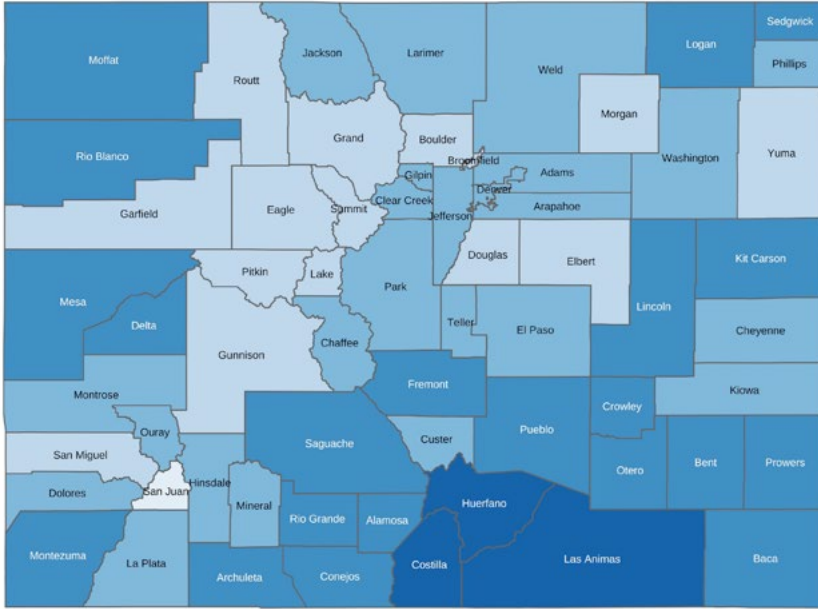 Sedgwick
Moffat
Jackson
Larimer
Logan
Phillips
Routt
Weld
Morgan
Grand
Boulder
Rio Blanco
Broomfield
Washington
Yuma
Gilpin
Adams
Denver
Clear Creek
Arapahoe
Garfield
Eagle
Summit
Jefferson
Pitkin
Lake
Douglas
Elbert
Kit Carson
Mesa
Park
Lincoln
Delta
Teller
El Paso
Cheyenne
Chaffee
Gunnison
Fremont
Kiowa
Montrose
Crowley
Ouray
Saguache
Custer
Pueblo
San Miguel
Otero
Bent
Prowers
Dolores
San Juan
Hinsdale
Mineral
Huerfano
Rio Grande
Alamosa
Montezuma
La Plata
Costilla
Las Animas
Baca
Archuleta
Conejos